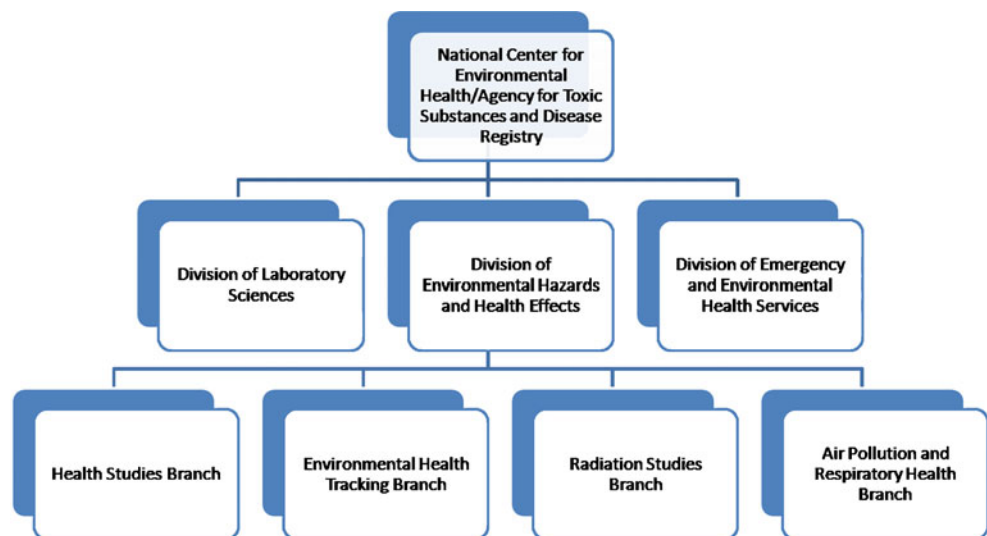 National Center for
Environmental
Health/Agency for Toxic
Substances and Disease
Registry
Division of Laboratory
Sciences
Division of
Environmental Hazards
and Health Effects
Division of Emergency
and Environmental
Health Services
Health Studies Branch
Environmental Health
Tracking Branch
Radiation Studies
Branch
Air Pollution and
Respiratory Health
Branch